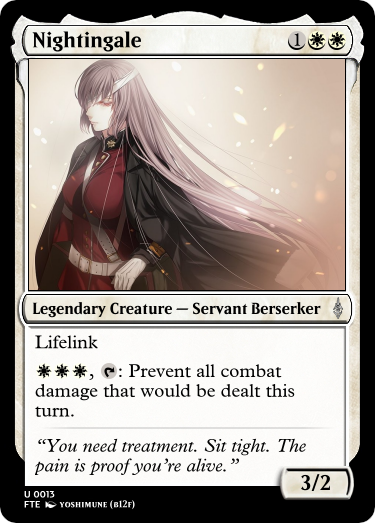 Nightingale 1
Legendary Creature — Servant Berserker
Lifelink
, : Prevent all combat
damage that would be dealt this
turn.
“You need treatment. Sit tight. The
pain is proof you’re alive.”
3/2
U 0013
FTE YOSHIMUNE (B12F)